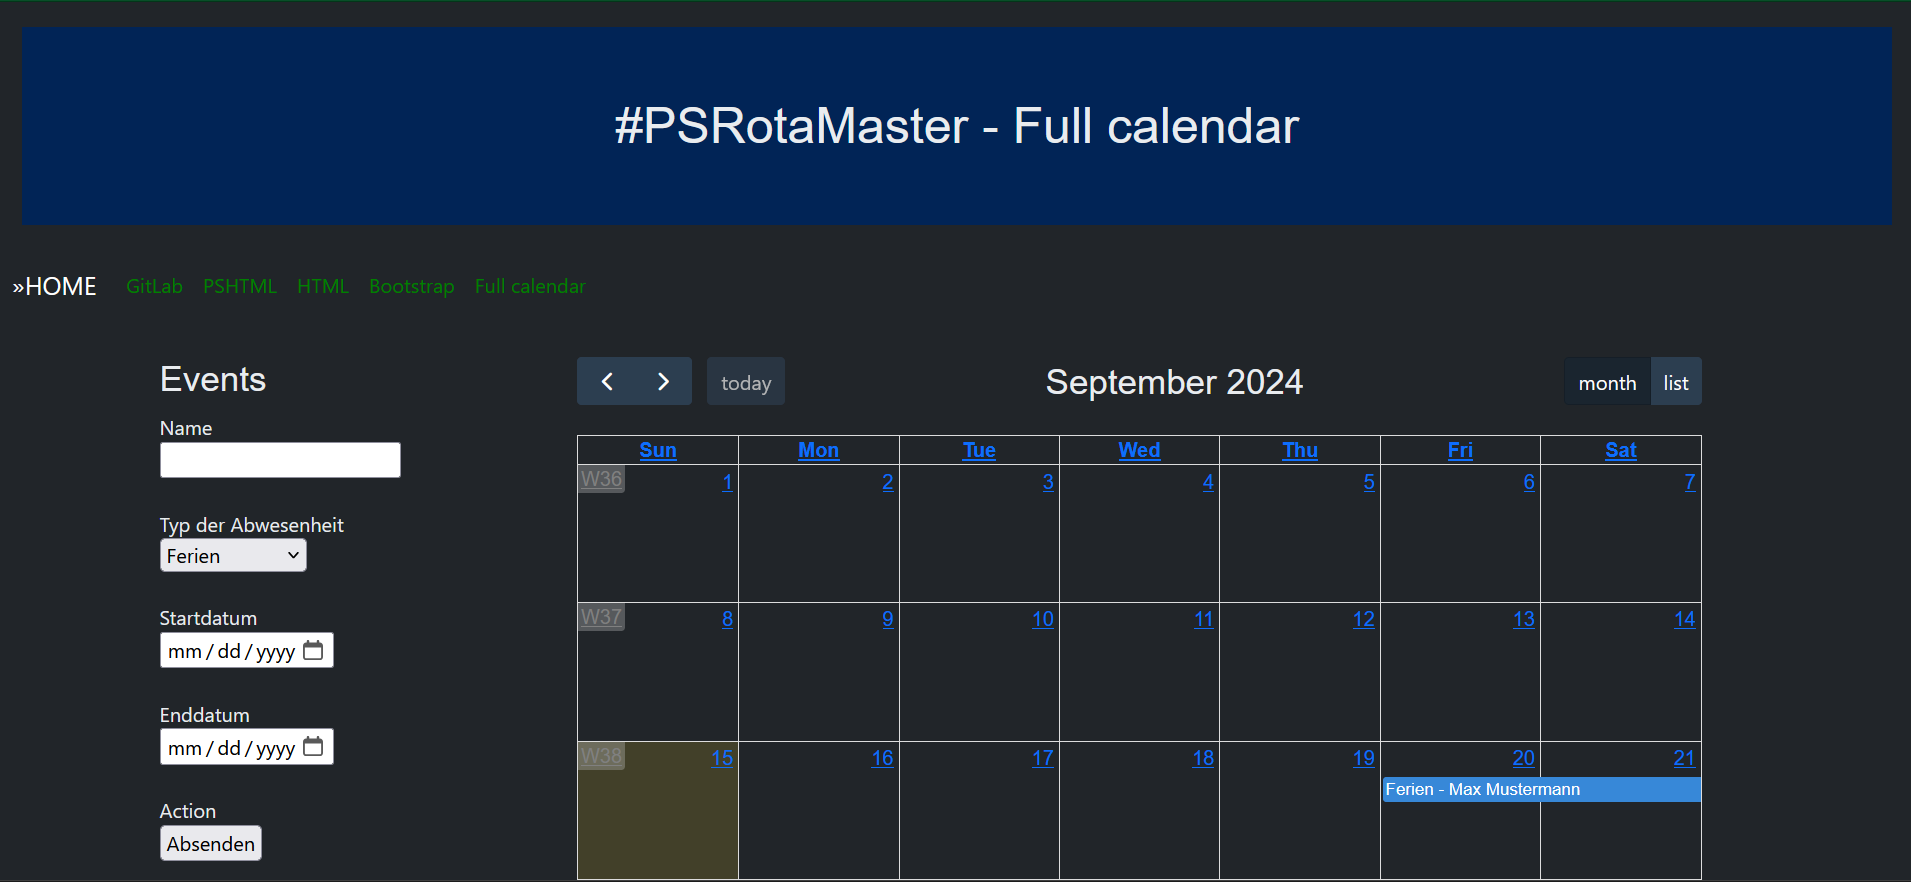 #PSRotaMaster - Full calendar
»HOME GitLab PSHTML HTML Bootstrap Full calendar
Events
Name
Typ der Abwesenheit
Ferien
Startdatum
mm/dd/yyyy
Enddatum
mm/dd/yyyy
Action
Absenden
today
September 2024
month list
Sun Mon Tue Wed Thu Fri Sat
W36 1 2 3 4 5 6 7
W37 8 9 10 11 12 13 14
W38 15 16 17 18 19 20 21
Ferien - Max Mustermann